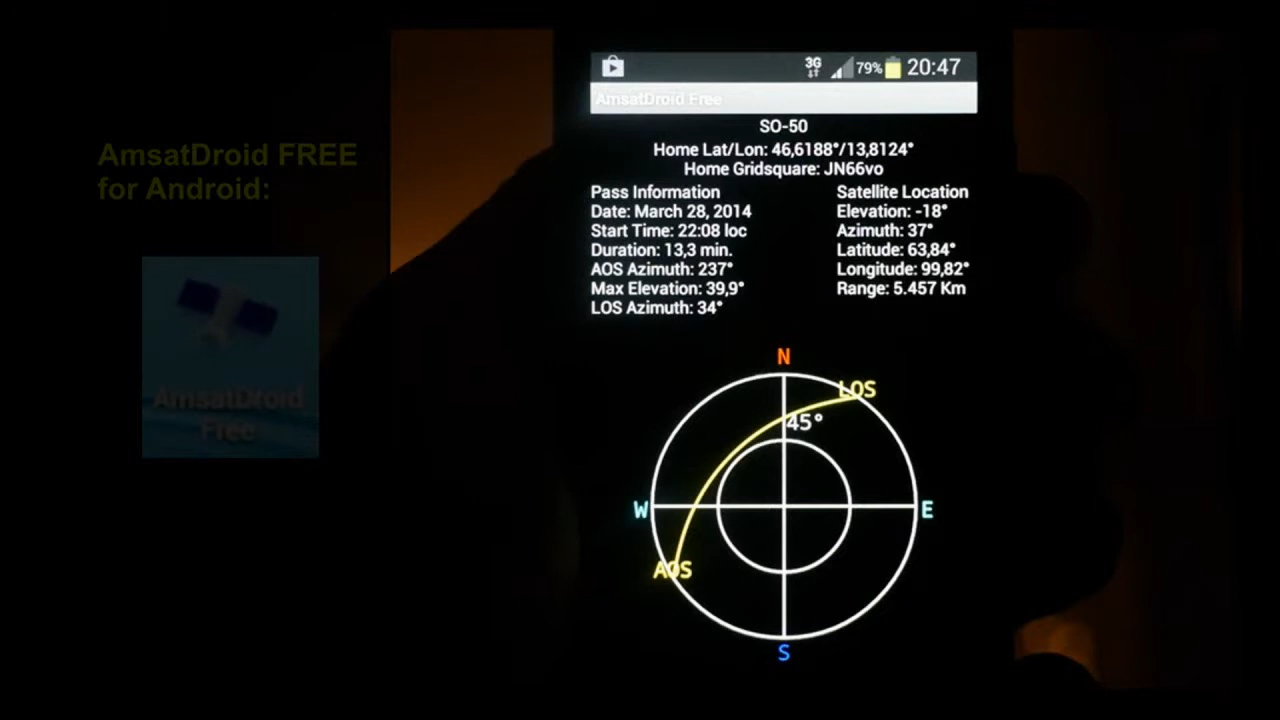 AmsatDroid FREE
for Android:
AmsatDroid
Free
3G
79%
20:47
AmsatDroid Free
SO-50
Home Lat/Lon: 46,6188°/13,8124°
Home Gridsquare: JN66vo
Pass Information
Date: March 28, 2014
Start Time: 22:08 loc
Duration: 13,3 min.
AOS Azimuth: 237°
Max Elevation: 39,9°
LOS Azimuth: 34°
Satellite Location
Elevation: -18°
Azimuth: 37°
Latitude: 63,84°
Longitude: 99,82°
Range: 5.457 Km
N
LOS
45°
W
E
AOS
S